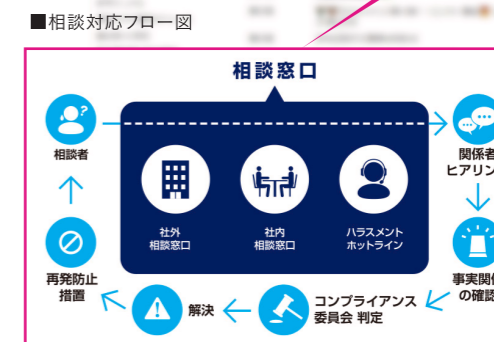 ■相談対応フロー図
相談窓口
相談者
社外
相談窓口
社内
相談窓口
ハラスメント
ホットライン
関係者
ヒアリン
事実関係
の確認
コンプライアンス
委員会 判定
解決
再発防止
措置